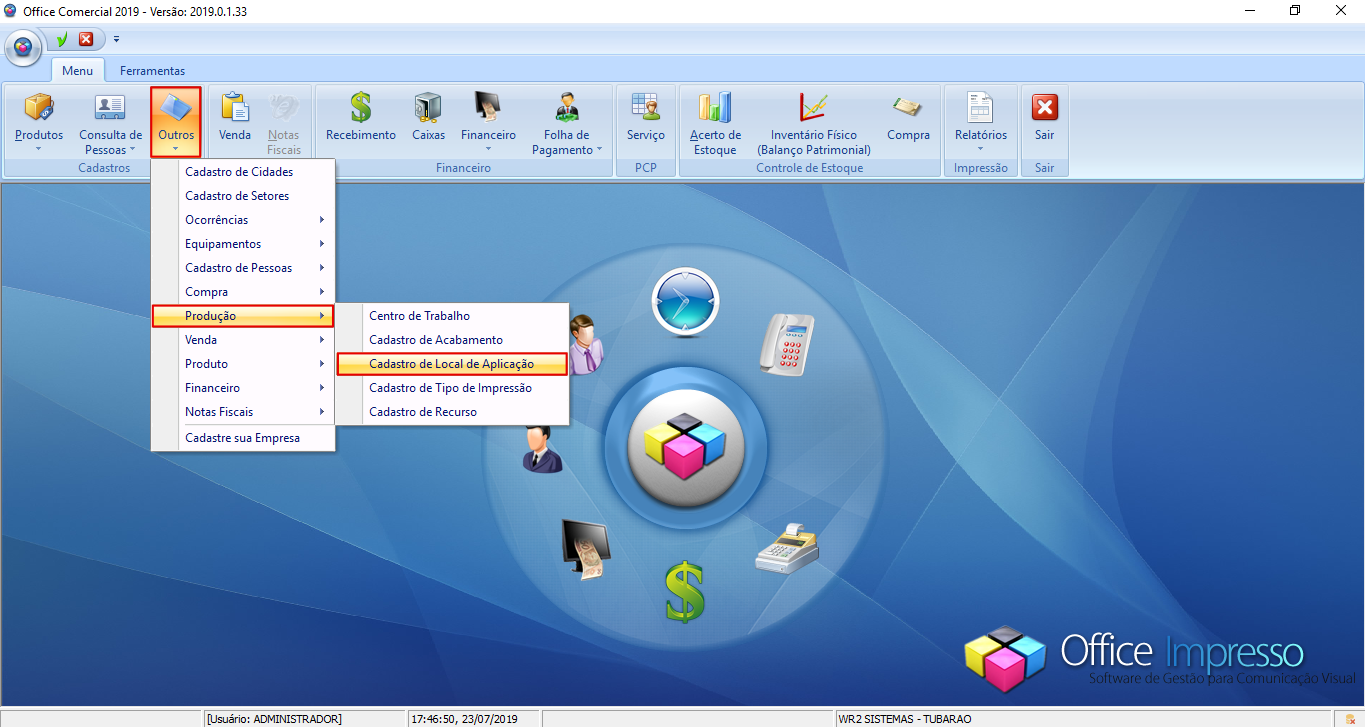 Office Comercial 2019 - Versão: 2019.0.1.33
Menu
Ferramentas
Produtos
Consulta de
Pessoas
Outros
Cadastros
Venda
Notas
Fiscais
Recebimento
Caixas
Financeiro
Folha de
Pagamento
Financeiro
Serviço
PCP
Acerto de
Estoque
Inventário Físico
(Balanço Patrimonial)
Compra
Controle de Estoque
Relatórios
Impressão
Sair
Sair
Cadastro de Cidades
Cadastro de Setores
Ocorrências
Equipamentos
Cadastro de Pessoas
Compra
Produção
Venda
Produto
Financeiro
Notas Fiscais
Cadastre sua Empresa
Centro de Trabalho
Cadastro de Acabamento
Cadastro de Local de Aplicação
Cadastro de Tipo de Impressão
Cadastro de Recurso
Office Impresso
Software de Gestão para Comunicação Visual
[Usuário: ADMINISTRADOR]
17:46:50, 23/07/2019
WR2 SISTEMAS - TUBARAO